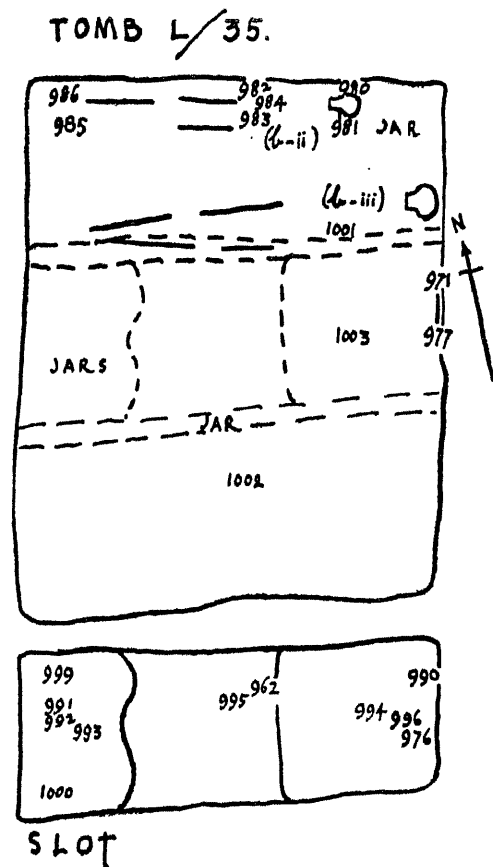 TOMB L/35.
986 982 980
984
985 983 981 JAR
(b-ii)
(b-iii)
1001
N
971
1003 977
JARS
JAR
1002
999 990
995 962
991 994
992 996
993 976
1000
SLOT